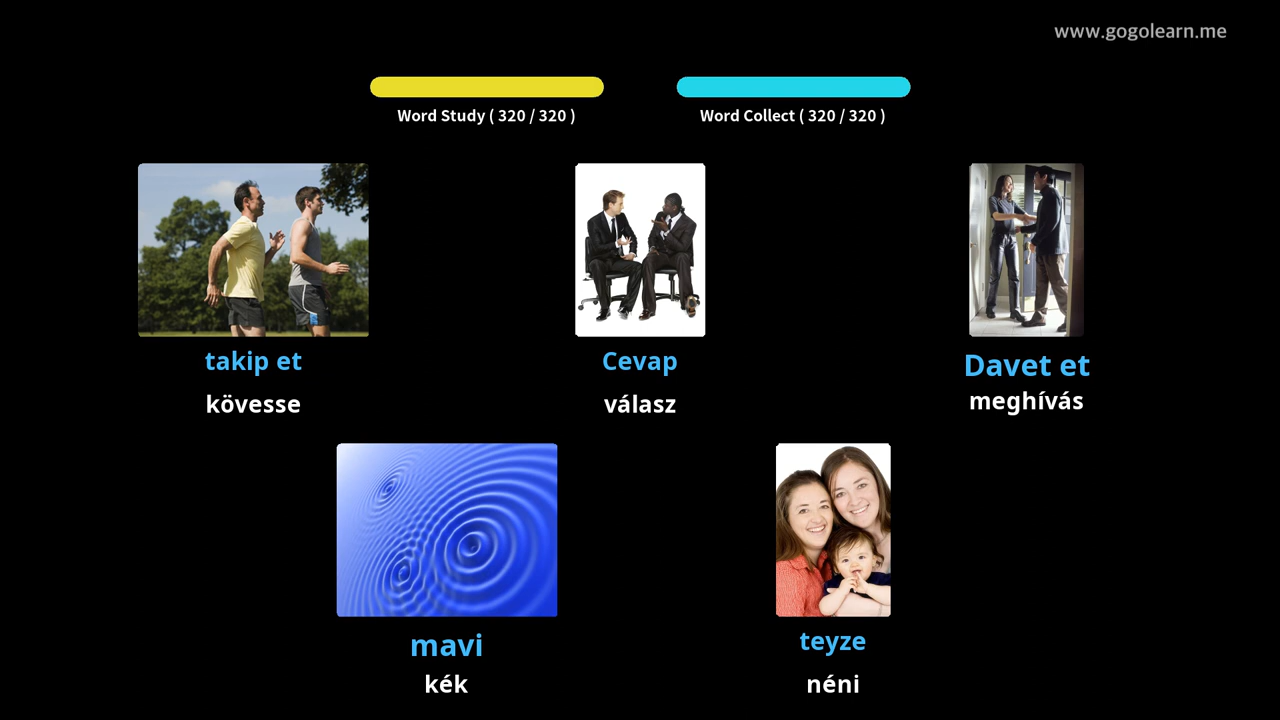 www.gogolearn.me
Word Study ( 320 / 320 )
Word Collect ( 320 / 320 )
takip et
kövesse
Cevap
válasz
Davet et
meghívás
mavi
kék
teyze
néni